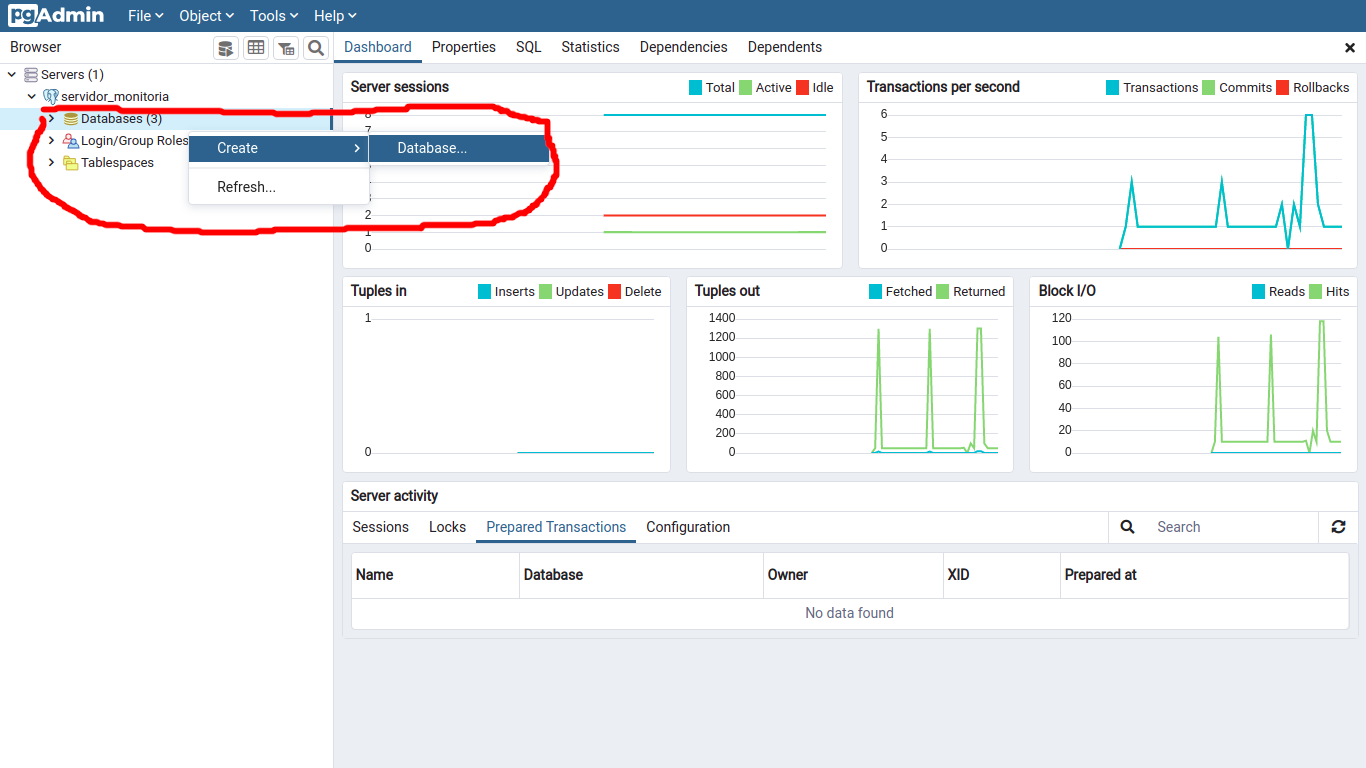 pgAdmin File Object Tools Help
Browser
Dashboard Properties SQL Statistics Dependencies Dependents
Servers (1)
servidor_monitoria
Databases (3)
Login/Group Roles
Tablespaces
Create
Database...
Refresh...
Server sessions
Total Active Idle
7
2
1
0
Transactions per second
Transactions Commits Rollbacks
6
5
4
3
2
1
0
Tuples in
Inserts Updates Delete
1
0
Tuples out
Fetched Returned
1400
1200
1000
800
600
400
200
0
Block I/O
Reads Hits
120
100
80
60
40
20
0
Server activity
Sessions Locks Prepared Transactions Configuration
Search
Name Database Owner XID Prepared at
No data found